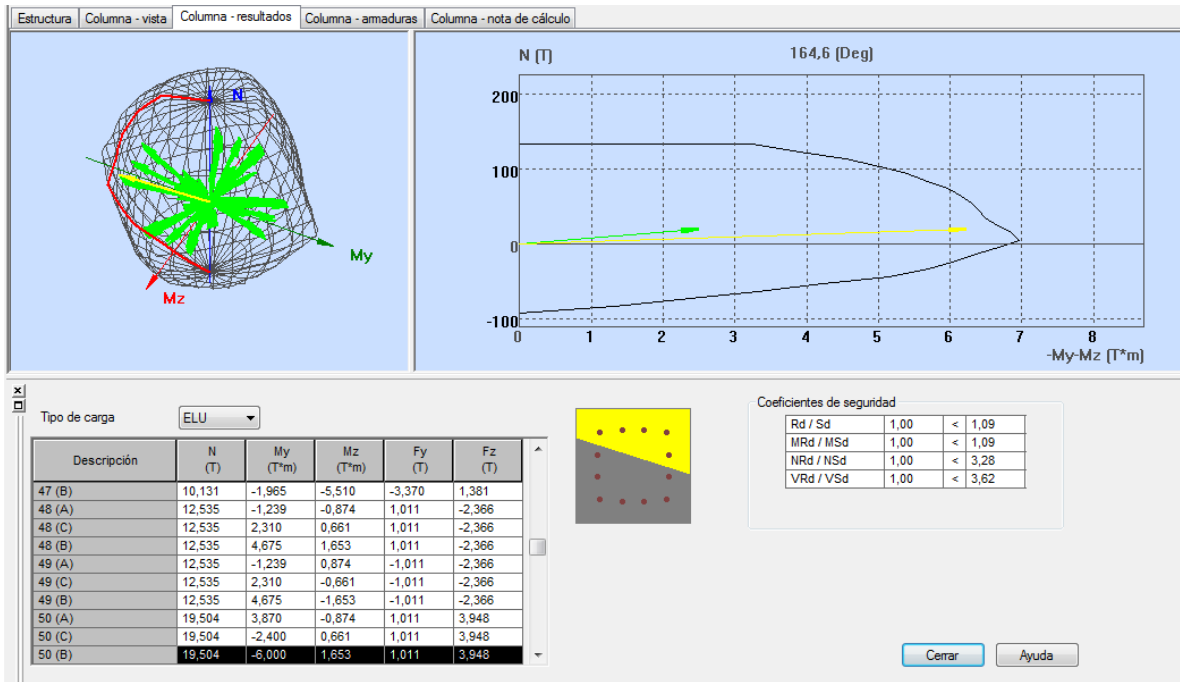 Estructura Columna - vista Columna - resultados Columna - armaduras Columna - nota de cálculo
N
My
Mz
N (T) 164,6 (Deg)
200
100
0
-100
0 1 2 3 4 5 6 7 8
-My-Mz (T*m)
Tipo de carga ELU
Descripción N (T) My (T*m) Mz (T*m) Fy (T) Fz (T)
47 (B) 10,131 -1,965 -5,510 -3,370 1,381
48 (A) 12,535 -1,239 -0,874 1,011 -2,366
48 (C) 12,535 2,310 0,661 1,011 -2,366
48 (B) 12,535 4,675 1,653 1,011 -2,366
49 (A) 12,535 -1,239 0,874 -1,011 -2,366
49 (C) 12,535 2,310 -0,661 -1,011 -2,366
49 (B) 12,535 4,675 -1,653 -1,011 -2,366
50 (A) 19,504 3,870 -0,874 1,011 3,948
50 (C) 19,504 -2,400 0,661 1,011 3,948
50 (B) 19,504 -6,000 1,653 1,011 3,948
Coeficientes de seguridad
Rd / Sd 1,00 < 1,09
MRd / MSd 1,00 < 1,09
NRd / NSd 1,00 < 3,28
VRd / VSd 1,00 < 3,62
Cerrar Ayuda